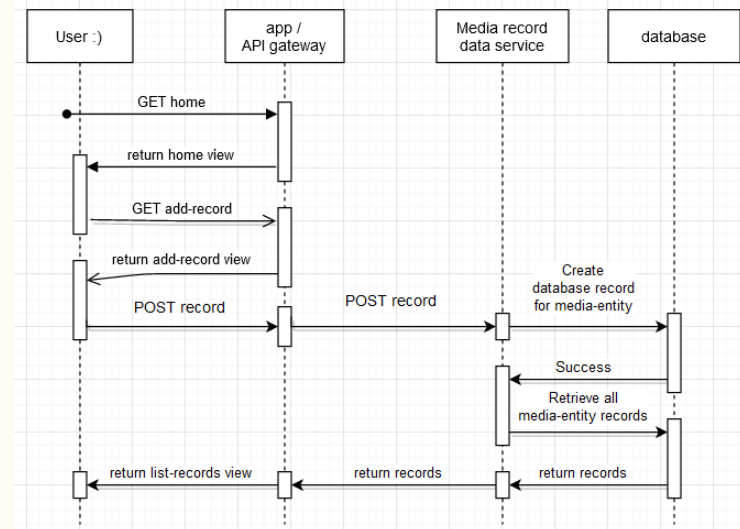 User :)
app /
API gateway
Media record
data service
database
GET home
return home view
GET add-record
return add-record view
Create
database record
for media-entity
POST record
POST record
Success
Retrieve all
media-entity records
return list-records view
return records
return records